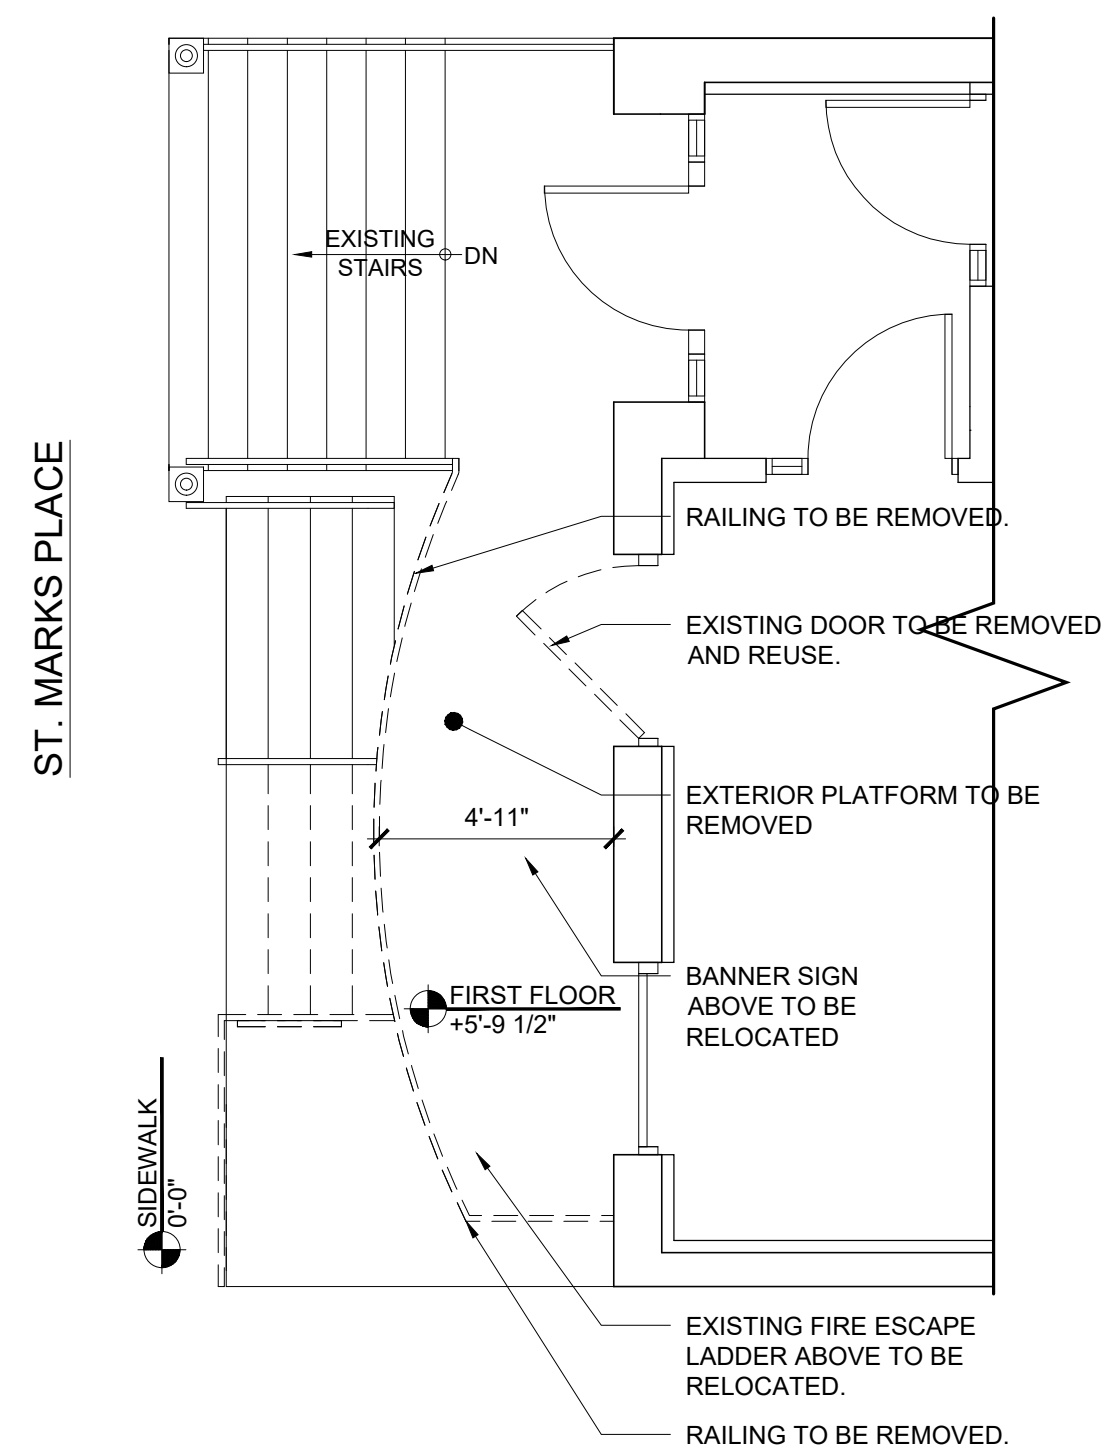 EXISTING
STAIRS
DN
ST. MARKS PLACE
RAILING TO BE REMOVED.
EXISTING DOOR TO BE REMOVED
AND REUSE.
EXTERIOR PLATFORM TO BE
REMOVED
4'-11"
BANNER SIGN
ABOVE TO BE
RELOCATED
FIRST FLOOR
+5'-9 1/2"
SIDEWALK
0'-0"
EXISTING FIRE ESCAPE
LADDER ABOVE TO BE
RELOCATED.
RAILING TO BE REMOVED.